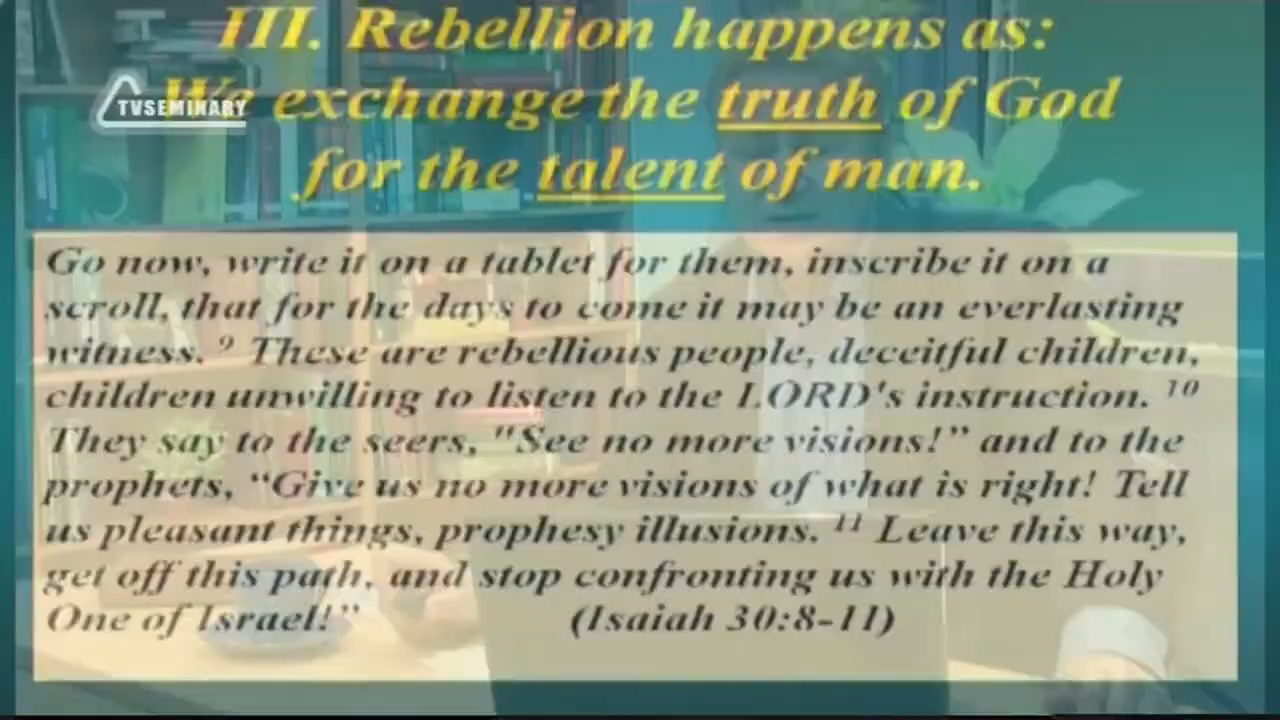 III. Rebellion happens as:
We exchange the truth of God
for the talent of man.
TVSEMINARY
Go now, write it on a tablet for them, inscribe it on a
scroll, that for the days to come it may be an everlasting
witness. ⁹ These are rebellious people, deceitful children,
children unwilling to listen to the LORD's instruction. ¹⁰
They say to the seers, "See no more visions!” and to the
prophets, “Give us no more visions of what is right! Tell
us pleasant things, prophesy illusions. ¹¹ Leave this way,
get off this path, and stop confronting us with the Holy
One of Israel!” (Isaiah 30:8-11)